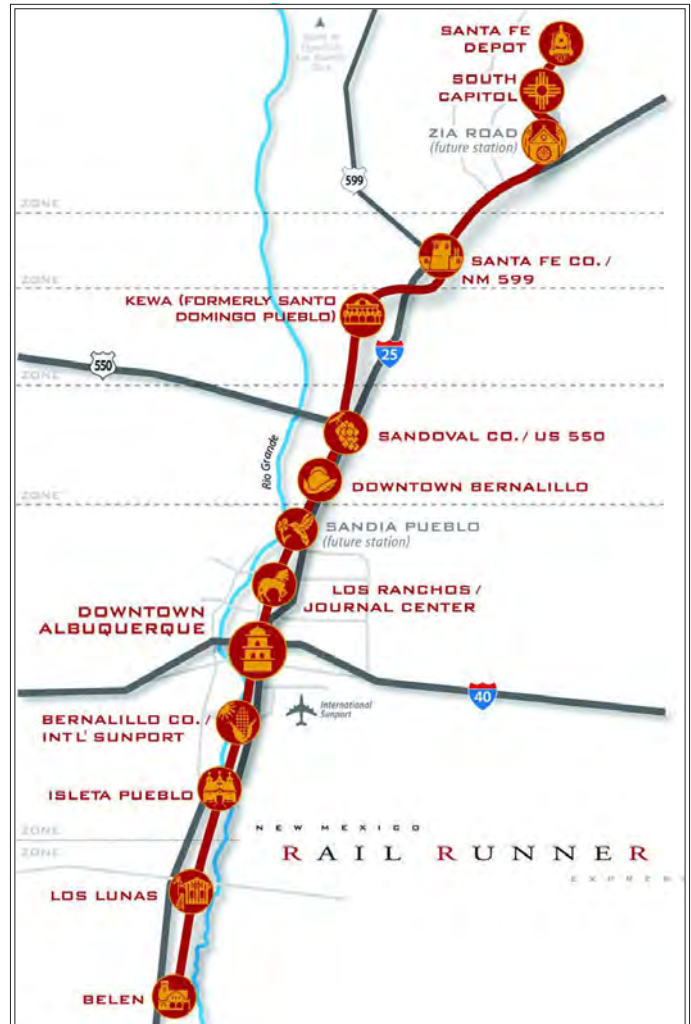 SANTA FE
DEPOT
SOUTH
CAPITOL
ZIA ROAD
(future station)
599
ZONE
SANTA FE CO./
NM 599
ZONE
KEWA (FORMERLY SANTO
DOMINGO PUEBLO)
25
550
ZONE
SANDOVAL CO./US 550
Rio Grande
DOWNTOWN BERNALILLO
ZONE
SANDIA PUEBLO
(future station)
LOS RANCHOS/
JOURNAL CENTER
DOWNTOWN
ALBUQUERQUE
40
International
Sunport
BERNALILLO CO./
INT'L SUNPORT
ISLETA PUEBLO
ZONE
ZONE
NEW MEXICO
RAIL RUNNER
EXPRESS
LOS LUNAS
BELEN